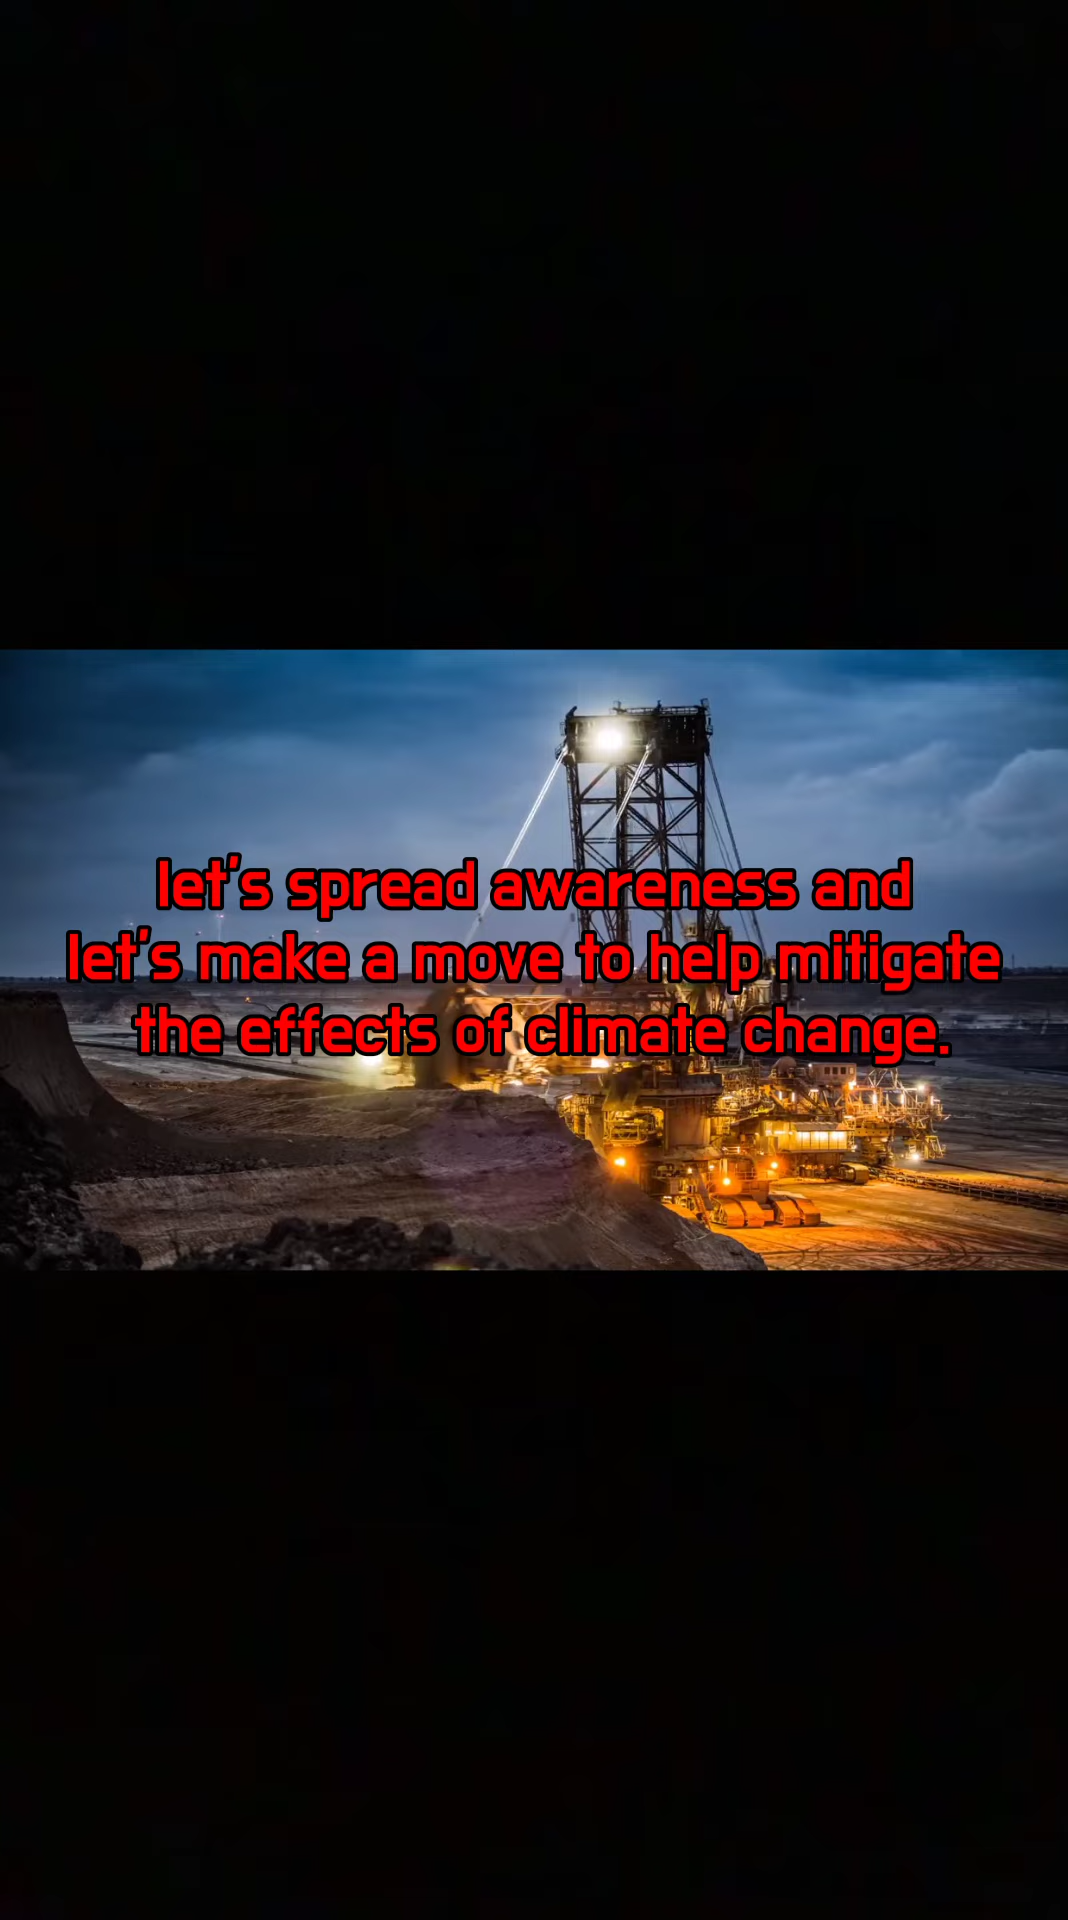 let's spread awareness and
let's make a move to help mitigate
the effects of climate change.